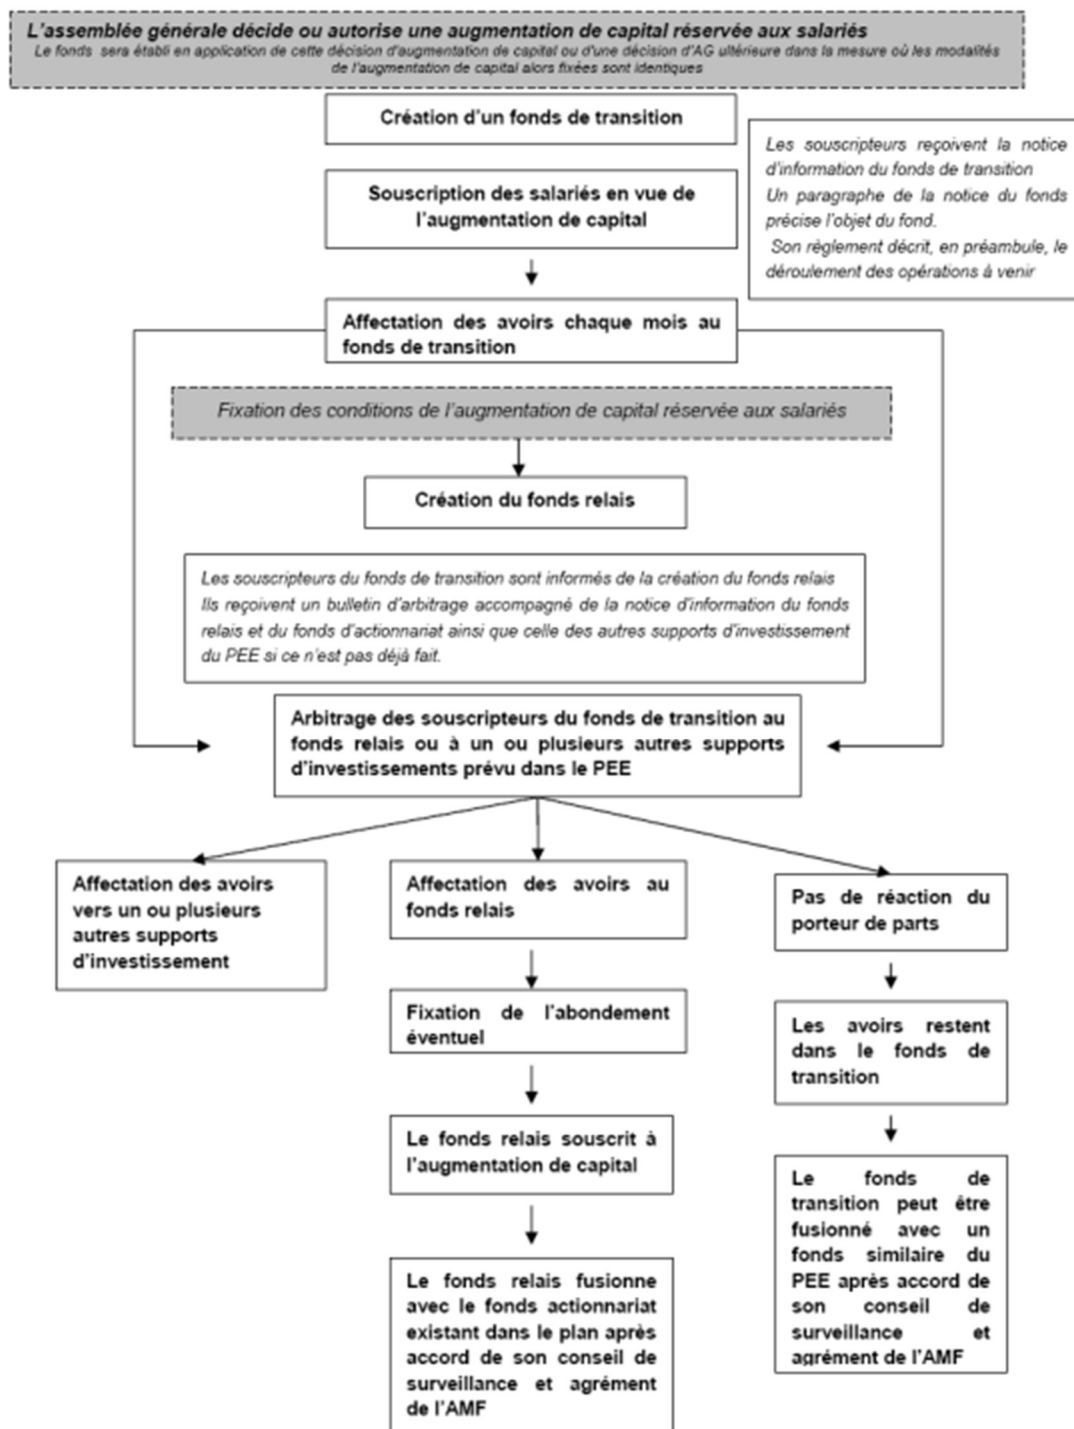 L'assemblée générale décide ou autorise une augmentation de capital réservée aux salariés
Le fonds sera établi en application de cette décision d'augmentation de capital ou d'une décision d'AG ultérieure dans la mesure où les modalités
de l'augmentation de capital alors fixées sont identiques
Création d'un fonds de transition
Les souscripteurs reçoivent la notice
d'information du fonds de transition
Un paragraphe de la notice du fonds
précise l'objet du fond.
Son règlement décrit, en préambule, le
déroulement des opérations à venir
Souscription des salariés en vue de
l'augmentation de capital
Affectation des avoirs chaque mois au
fonds de transition
Fixation des conditions de l'augmentation de capital réservée aux salariés
Création du fonds relais
Les souscripteurs du fonds de transition sont informés de la création du fonds relais
Ils reçoivent un bulletin d'arbitrage accompagné de la notice d'information du fonds
relais et du fonds d'actionnariat ainsi que celle des autres supports d'investissement
du PEE si ce n'est pas déjà fait.
Arbitrage des souscripteurs du fonds de transition au
fonds relais ou à un ou plusieurs autres supports
d'investissements prévu dans le PEE
Affectation des avoirs
vers un ou plusieurs
autres supports
d'investissement
Affectation des avoirs au
fonds relais
Fixation de l'abondement
éventuel
Le fonds relais souscrit à
l'augmentation de capital
Le fonds relais fusionne
avec le fonds actionnariat
existant dans le plan après
accord de son conseil de
surveillance et agrément
de l'AMF
Pas de réaction du
porteur de parts
Les avoirs restent
dans le fonds de
transition
Le fonds de
transition peut être
fusionné avec un
fonds similaire du
PEE après accord de
son conseil de
surveillance et
agrément de l'AMF